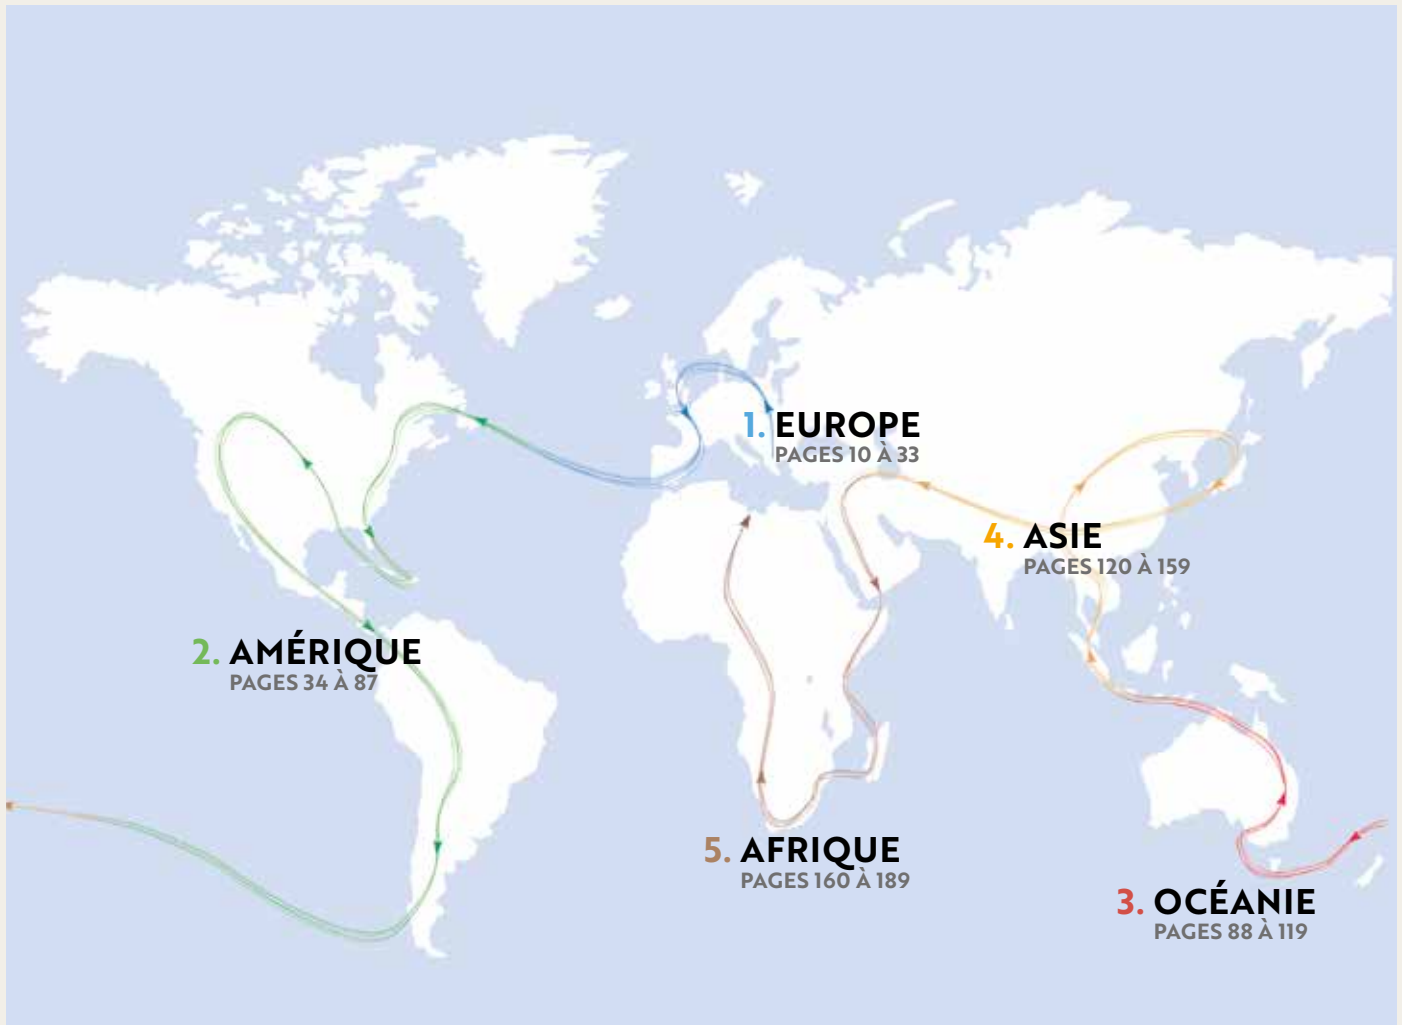 1. EUROPE
PAGES 10 À 33
2. AMÉRIQUE
PAGES 34 À 87
3. OCÉANIE
PAGES 88 À 119
4. ASIE
PAGES 120 À 159
5. AFRIQUE
PAGES 160 À 189